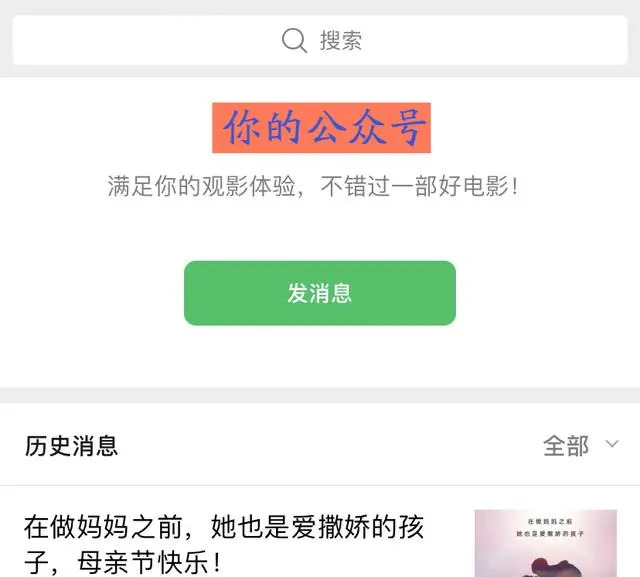 搜索
你的公众号
满足你的观影体验，不错过一部好电影！
发消息
历史消息
全部
在做妈妈之前，她也是爱撒娇的孩
子，母亲节快乐！
在做妈妈之前
她也是爱撒娇的孩子